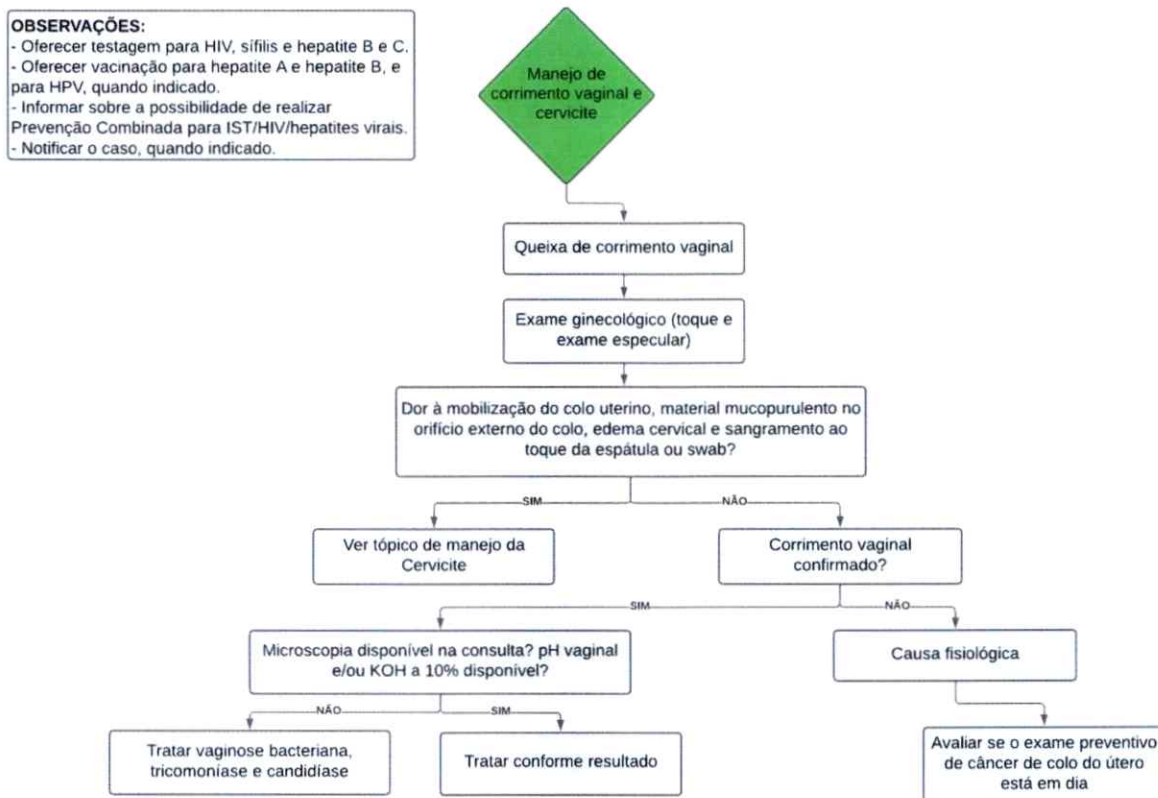 OBSERVAÇÕES:
- Oferecer testagem para HIV, sífilis e hepatite B e C.
- Oferecer vacinação para hepatite A e hepatite B, e
para HPV, quando indicado.
- Informar sobre a possibilidade de realizar
Prevenção Combinada para IST/HIV/hepatites virais.
- Notificar o caso, quando indicado.
Manejo de
corrimento vaginal e
cervicite
Queixa de corrimento vaginal
Exame ginecológico (toque e
exame especular)
Dor à mobilização do colo uterino, material mucopurulento no
orifício externo do colo, edema cervical e sangramento ao
toque da espátula ou swab?
SIM
NÃO
Ver tópico de manejo da
Cervicite
Corrimento vaginal
confirmado?
SIM
NÃO
Microscopia disponível na consulta? pH vaginal
e/ou KOH a 10% disponível?
Causa fisiológica
NÃO
SIM
Tratar vaginose bacteriana,
tricomoníase e candidíase
Tratar conforme resultado
Avaliar se o exame preventivo
de câncer de colo do útero
está em dia